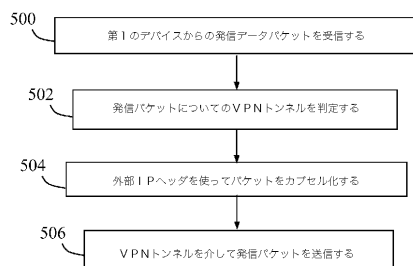 500
第1のデバイスからの発信データパケットを受信する
502
発信パケットについてのVPNトンネルを判定する
504
外部IPヘッダを使ってパケットをカプセル化する
506
VPNトンネルを介して発信パケットを送信する